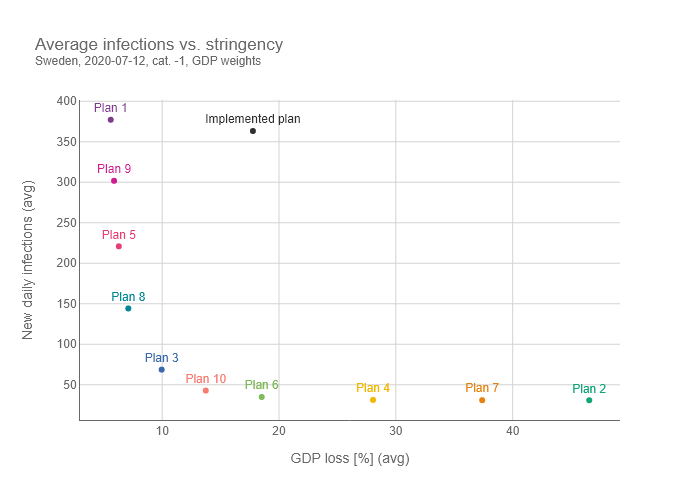 Average infections vs. stringency
Sweden, 2020-07-12, cat. -1, GDP weights
400
350
300
250
200
150
100
50
New daily infections (avg)
Plan 1
Implemented plan
Plan 9
Plan 5
Plan 8
Plan 3
Plan 10
Plan 6
Plan 4
Plan 7
Plan 2
10
20
30
40
GDP loss [%] (avg)